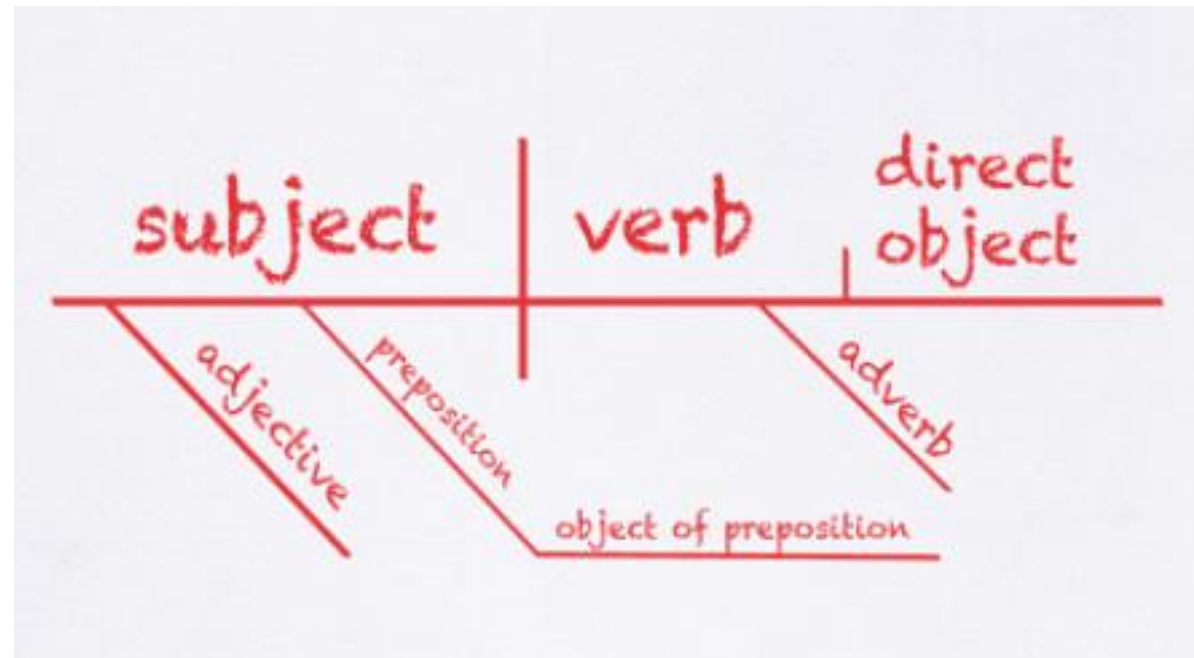 subject
verb
direct
object
adjective
preposition
adverb
object of preposition